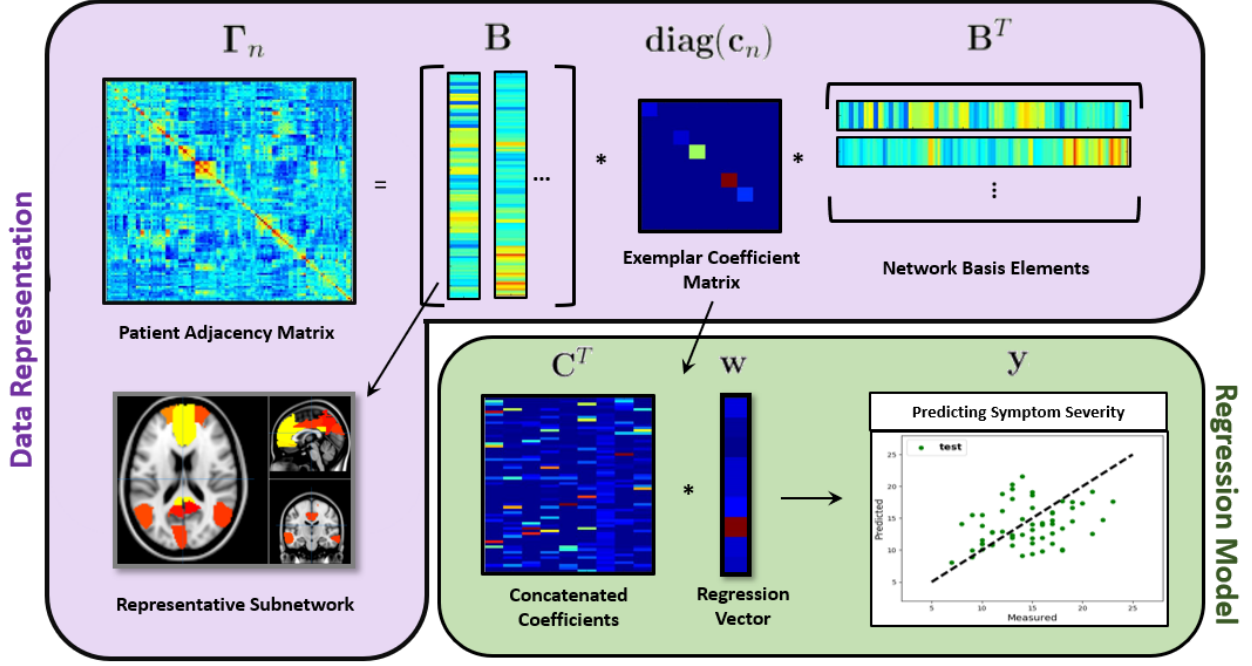 Data Representation
Γₙ
B
diag(cₙ)
Bᵀ
=
...
*
*
⋮
Patient Adjacency Matrix
Exemplar Coefficient
Matrix
Network Basis Elements
Representative Subnetwork
Regression Model
Cᵀ
w
y
*
Concatenated
Coefficients
Regression
Vector
Predicting Symptom Severity
test
Predicted
25
20
15
10
5
5
10
15
20
25
Measured